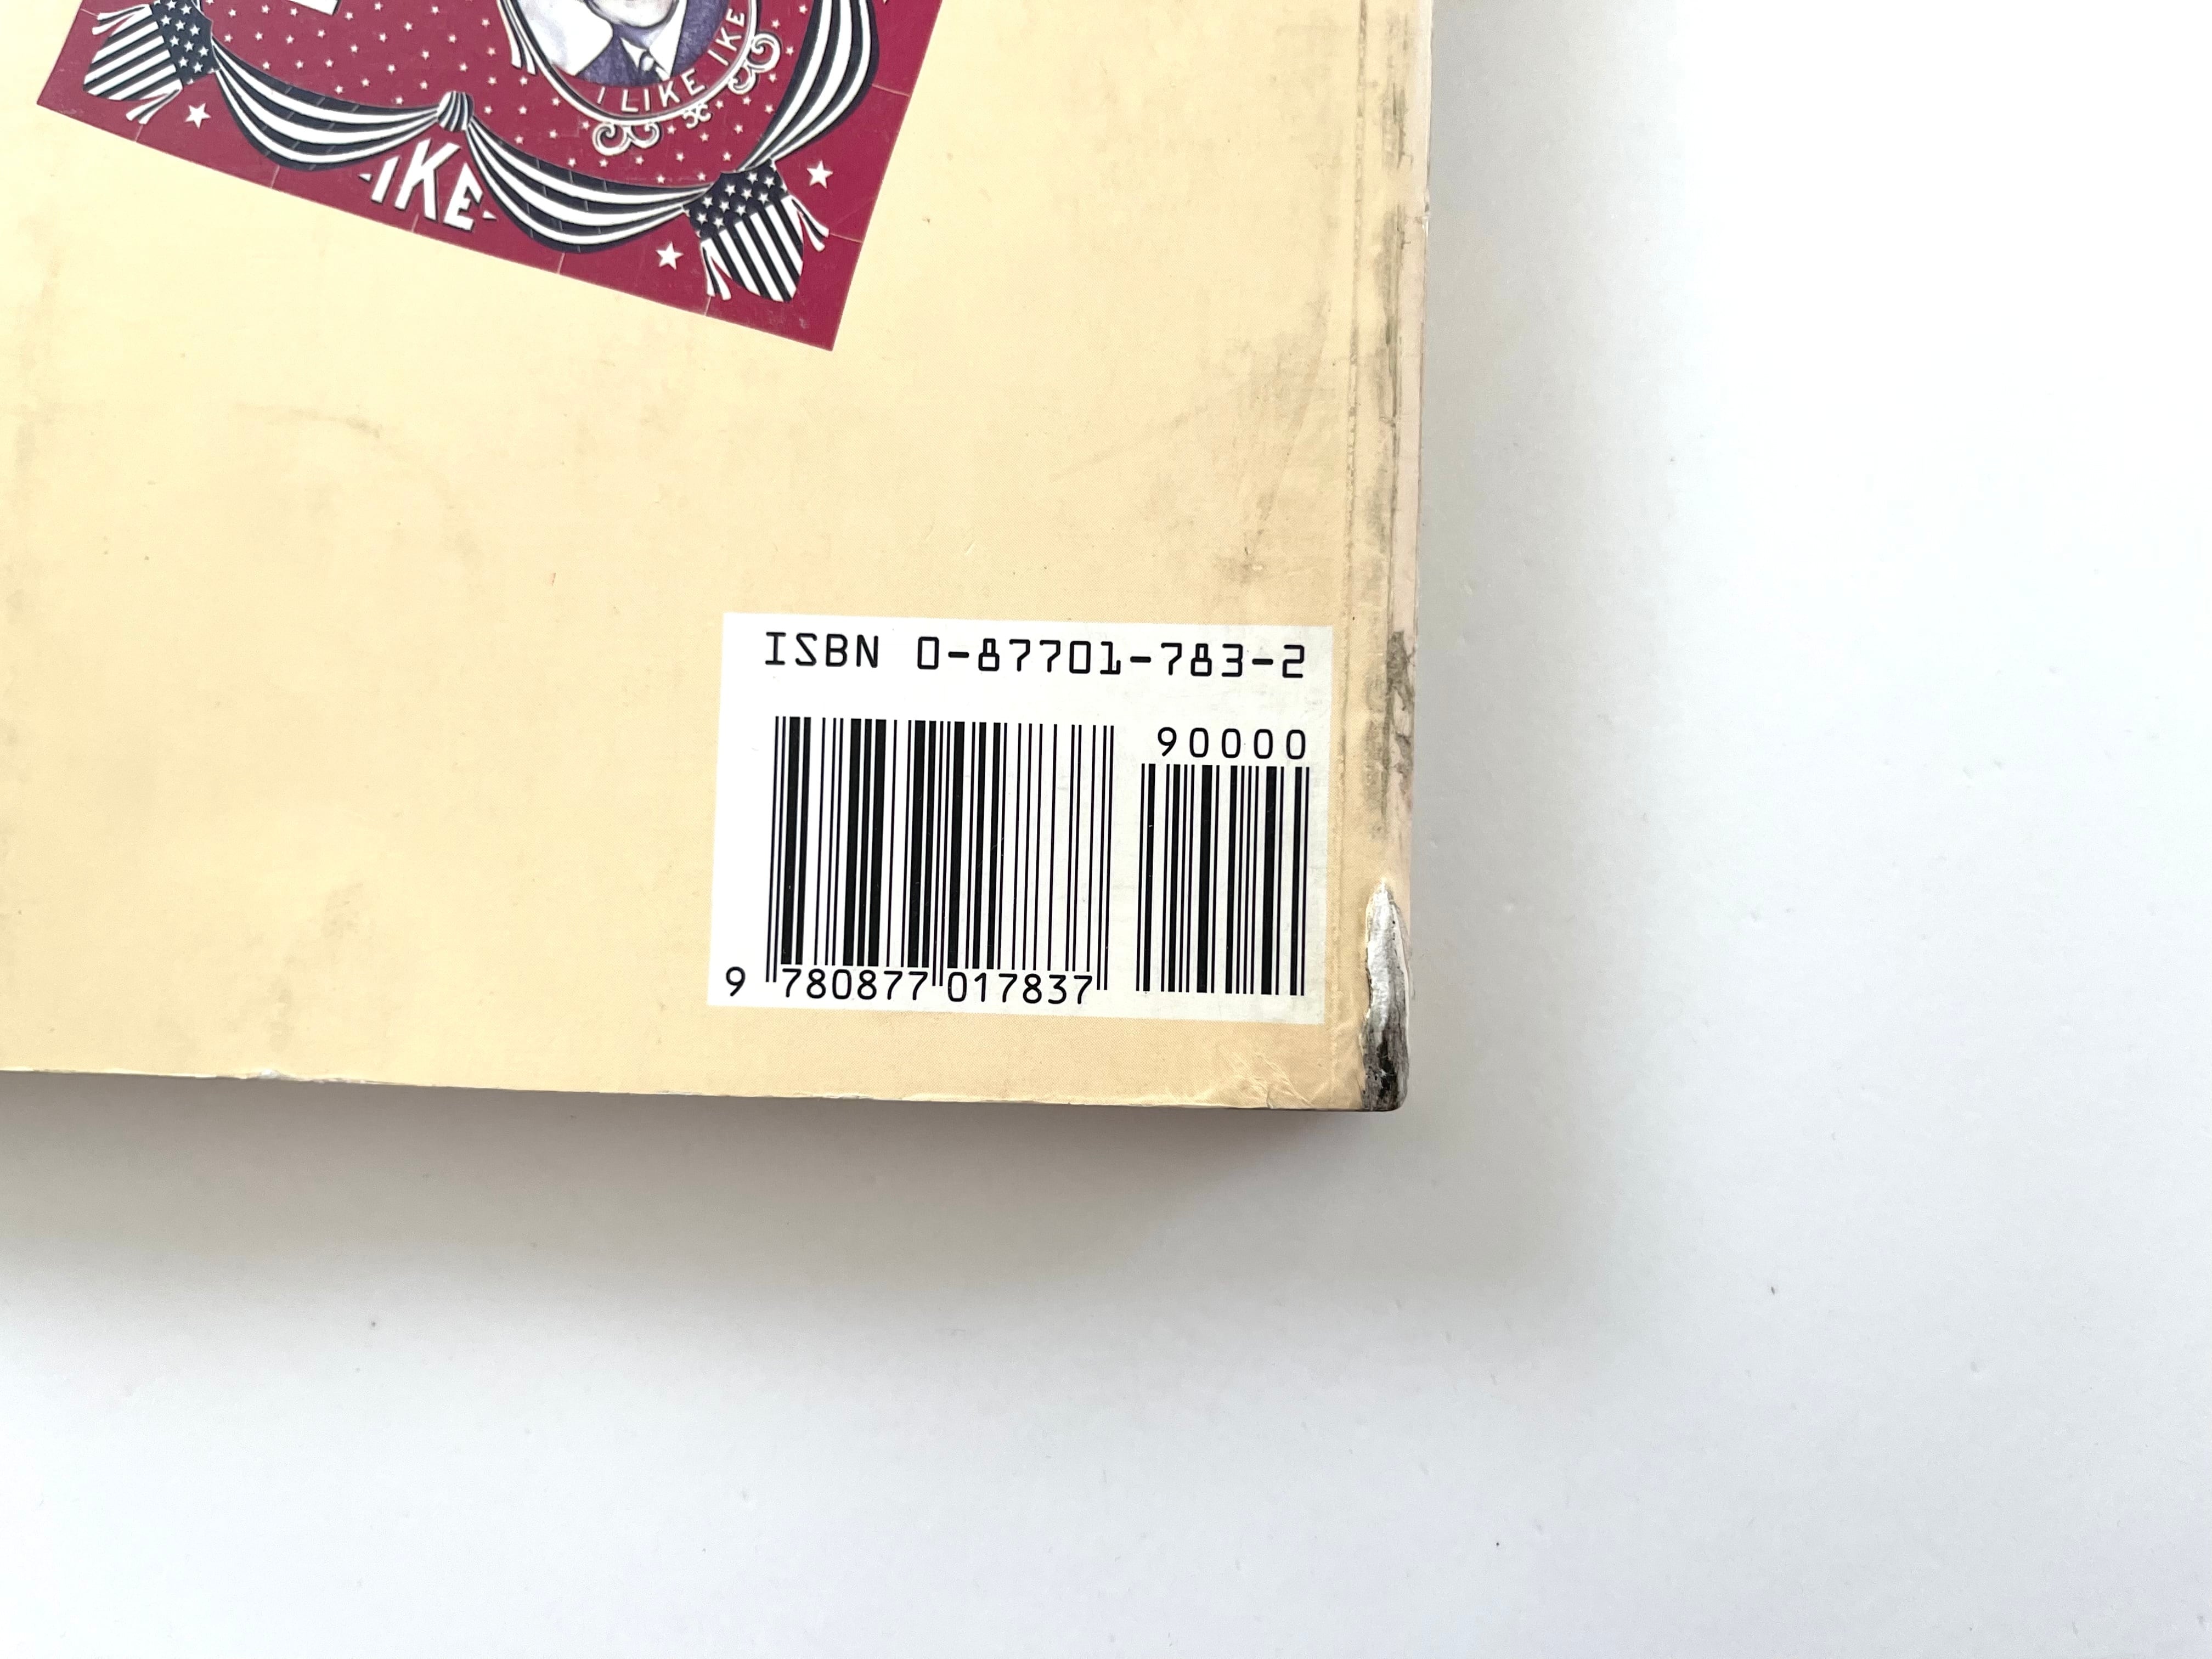 I LIKE IKE
IKE
ISBN 0-87701-783-2
90000
9 780877 017837